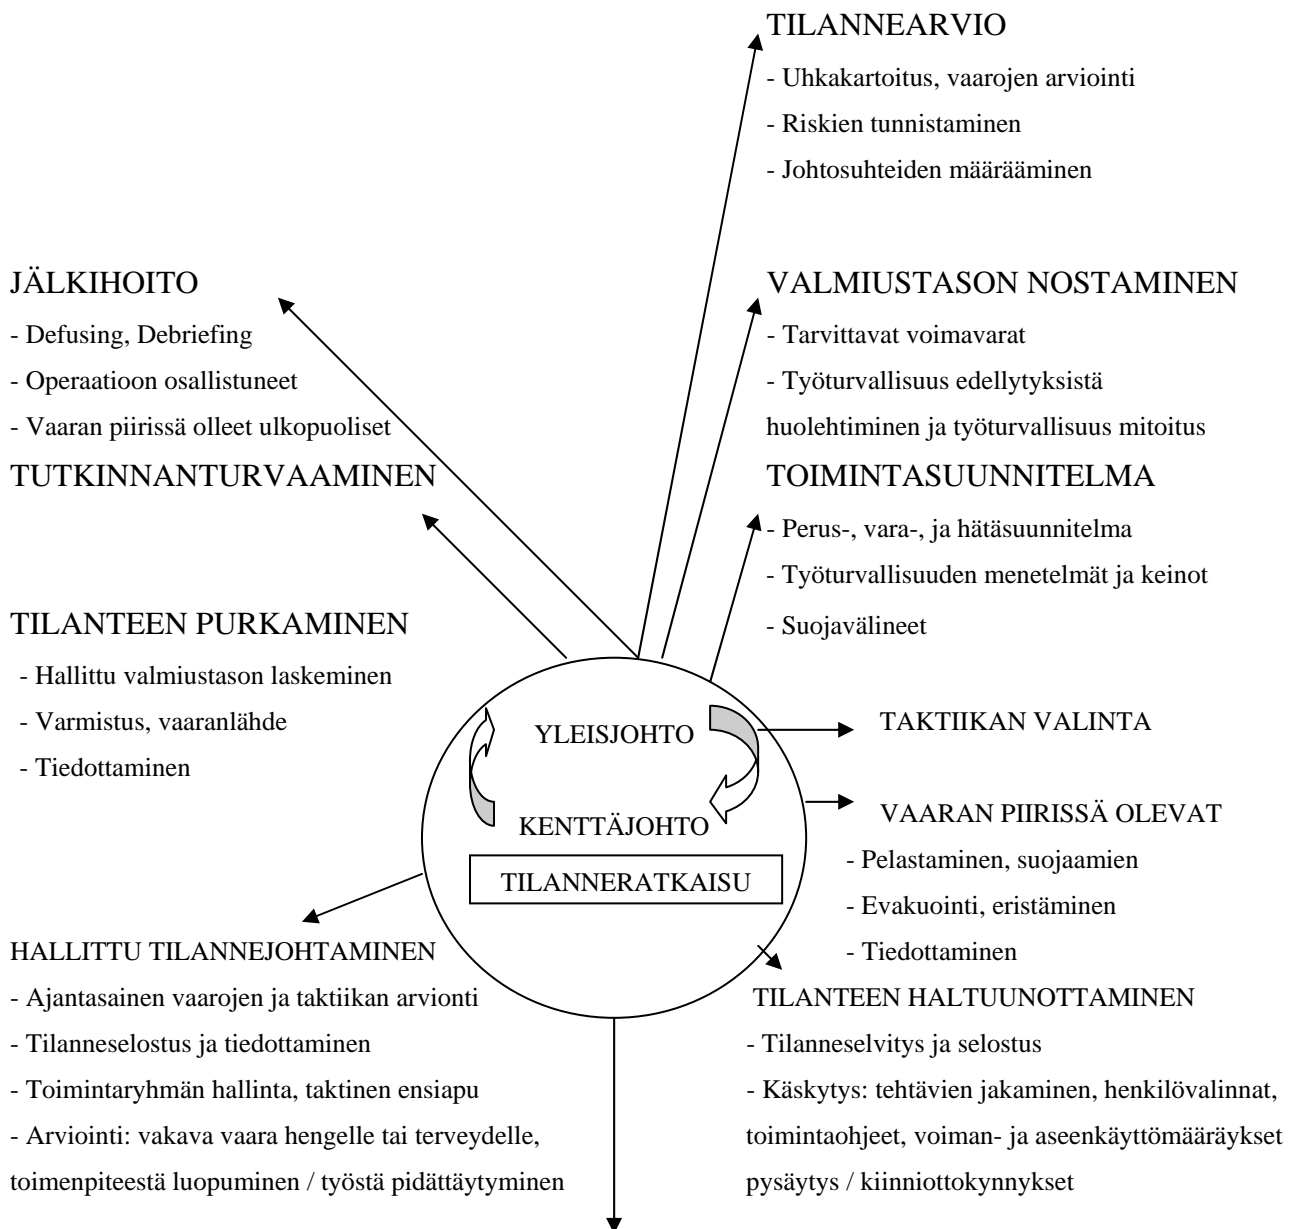 TILANNEARVIO
- Uhkakartoitus, vaarojen arviointi
- Riskien tunnistaminen
- Johtosuhteiden määrääminen
JÄLKIHOITO
- Defusing, Debriefing
- Operaatioon osallistuneet
- Vaaran piirissä olleet ulkopuoliset
VALMIUSTASON NOSTAMINEN
- Tarvittavat voimavarat
- Työturvallisuus edellytyksistä
huolehtiminen ja työturvallisuus mitoitus
TUTKINNANTURVAAMINEN
TOIMINTASUUNNITELMA
- Perus-, vara-, ja hätäsuunnitelma
- Työturvallisuuden menetelmät ja keinot
- Suojavälineet
TILANTEEN PURKAMINEN
- Hallittu valmiustason laskeminen
- Varmistus, vaaranlähde
- Tiedottaminen
YLEISJOHTO
KENTTÄJOHTO
TILANNERATKAISU
TAKTIIKAN VALINTA
VAARAN PIIRISSÄ OLEVAT
- Pelastaminen, suojaamien
- Evakuointi, eristäminen
- Tiedottaminen
HALLITTU TILANNEJOHTAMINEN
- Ajantasainen vaarojen ja taktiikan arvionti
- Tilanneselostus ja tiedottaminen
- Toimintaryhmän hallinta, taktinen ensiapu
- Arviointi: vakava vaara hengelle tai terveydelle,
toimenpiteestä luopuminen / työstä pidättäytyminen
TILANTEEN HALTUUNOTTAMINEN
- Tilanneselvitys ja selostus
- Käskytys: tehtävien jakaminen, henkilövalinnat,
toimintaohjeet, voiman- ja aseenkäyttömääräykset
pysäytys / kiinniottokynnykset